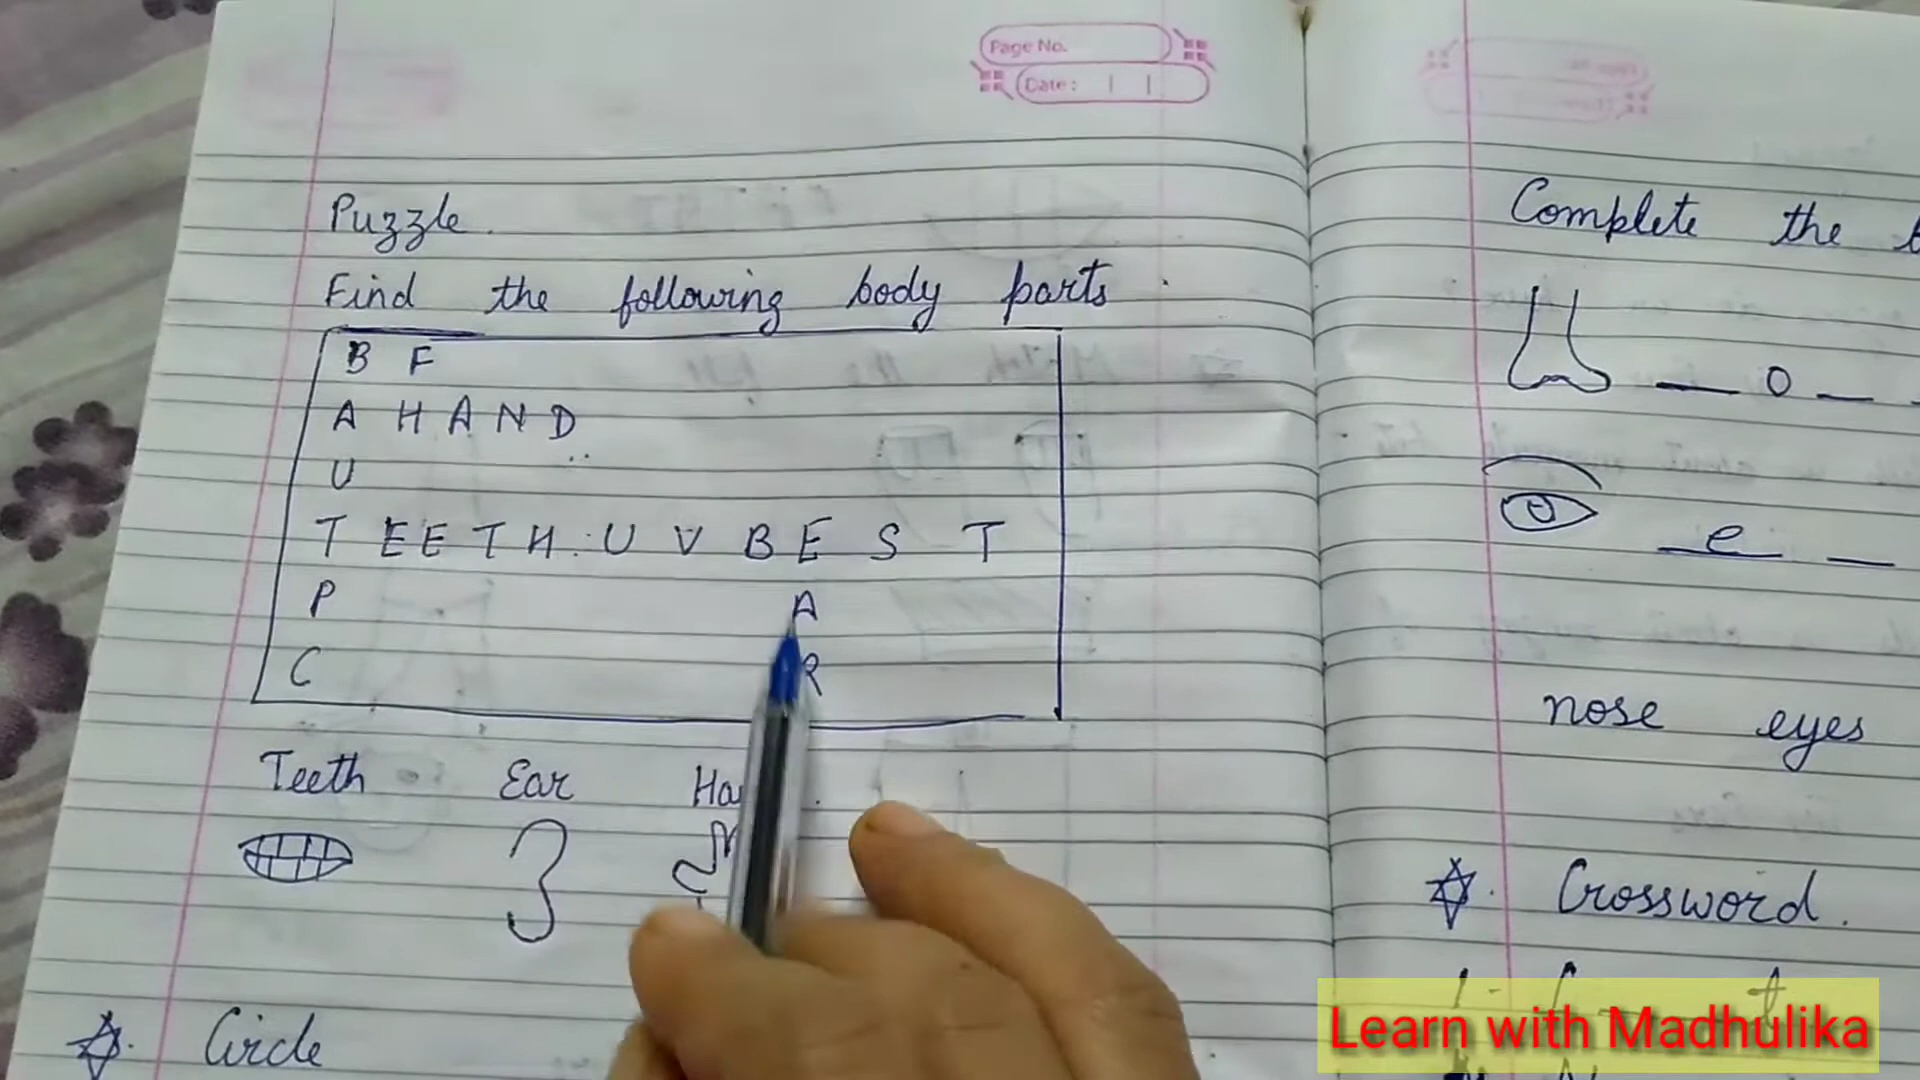 Page No.
Date :
Puzzle.
Find the following body parts
B F
A H A N D
U
T E E T H U V B E S T
P A
C R
Teeth Ear
Circle
Complete the
o
e
nose eyes
Crossword.
Learn with Madhulika